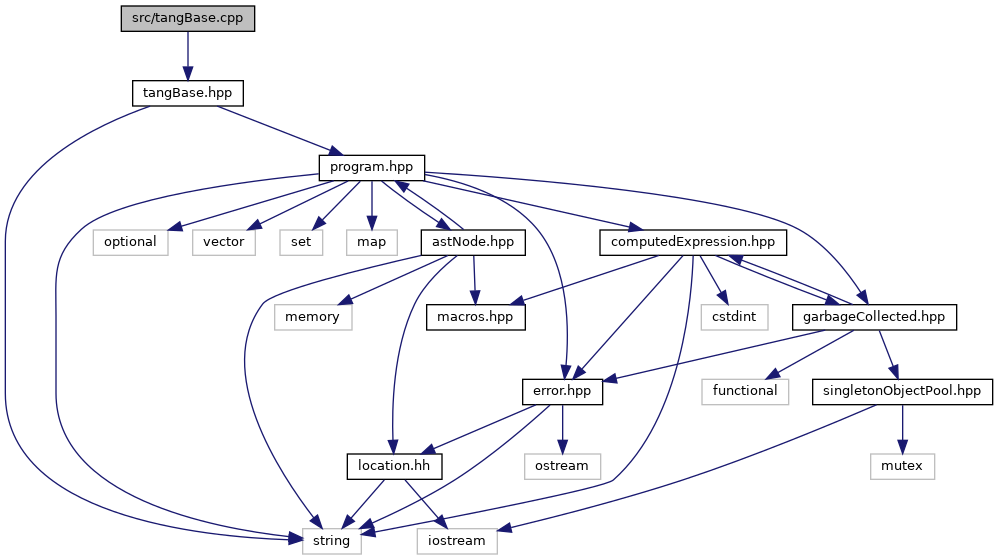 src/tangBase.cpp
tangBase.hpp
program.hpp
optional
vector
set
map
astNode.hpp
computedExpression.hpp
memory
macros.hpp
cstdint
garbageCollected.hpp
error.hpp
functional
singletonObjectPool.hpp
location.hh
ostream
mutex
string
iostream